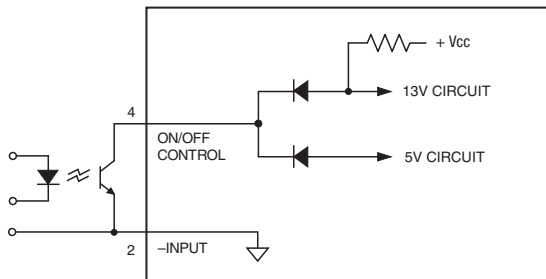 + Vcc
13V CIRCUIT
4
ON/OFF
CONTROL
5V CIRCUIT
2
–INPUT